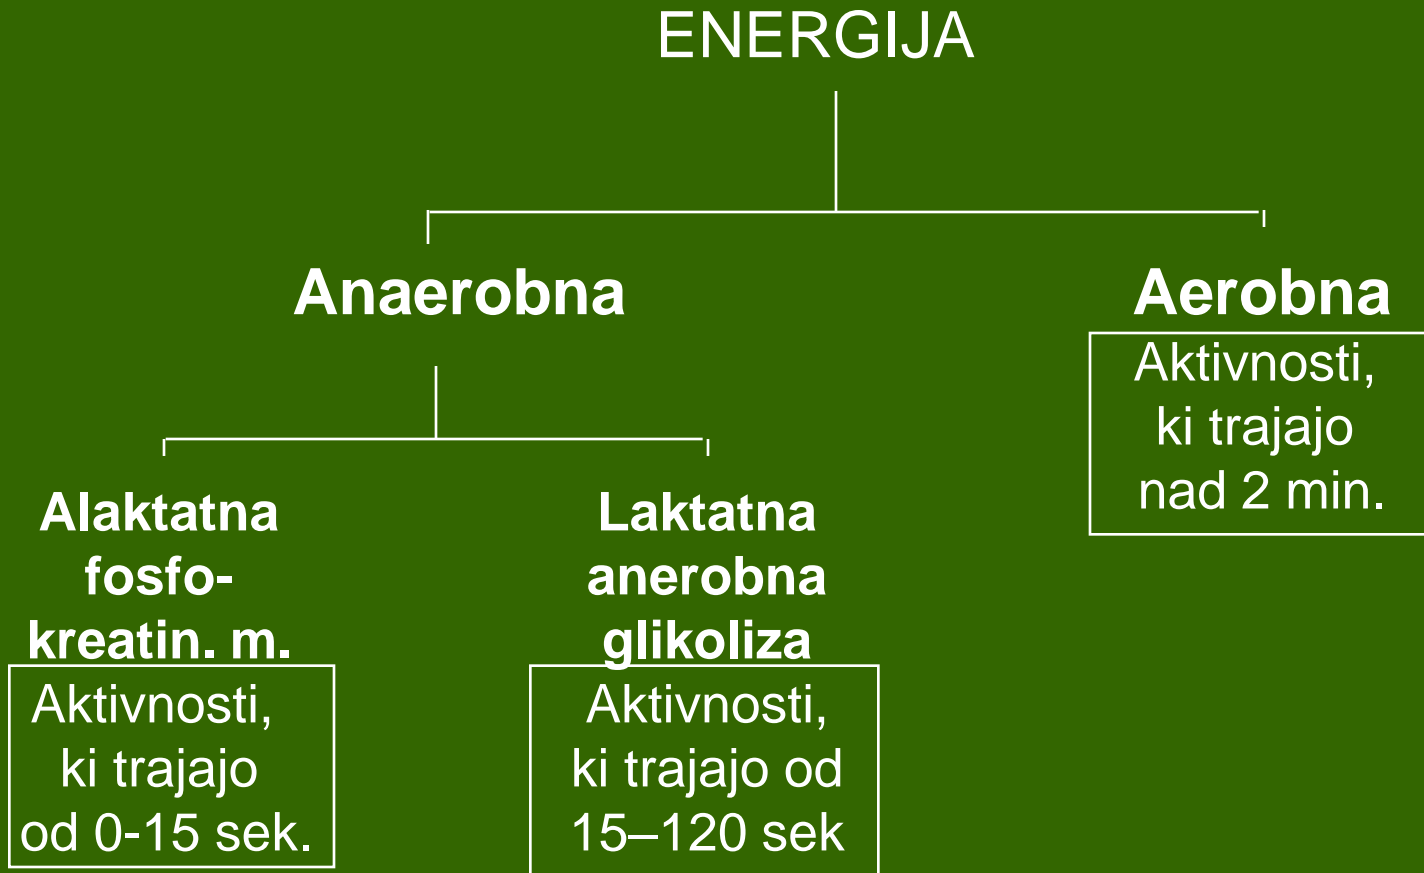 ENERGIJA
Anaerobna
Aerobna
Aktivnosti,
ki trajajo
nad 2 min.
Alaktatna
fosfo-
kreatin. m.
Aktivnosti,
ki trajajo
od 0-15 sek.
Laktatna
anerobna
glikoliza
Aktivnosti,
ki trajajo od
15–120 sek